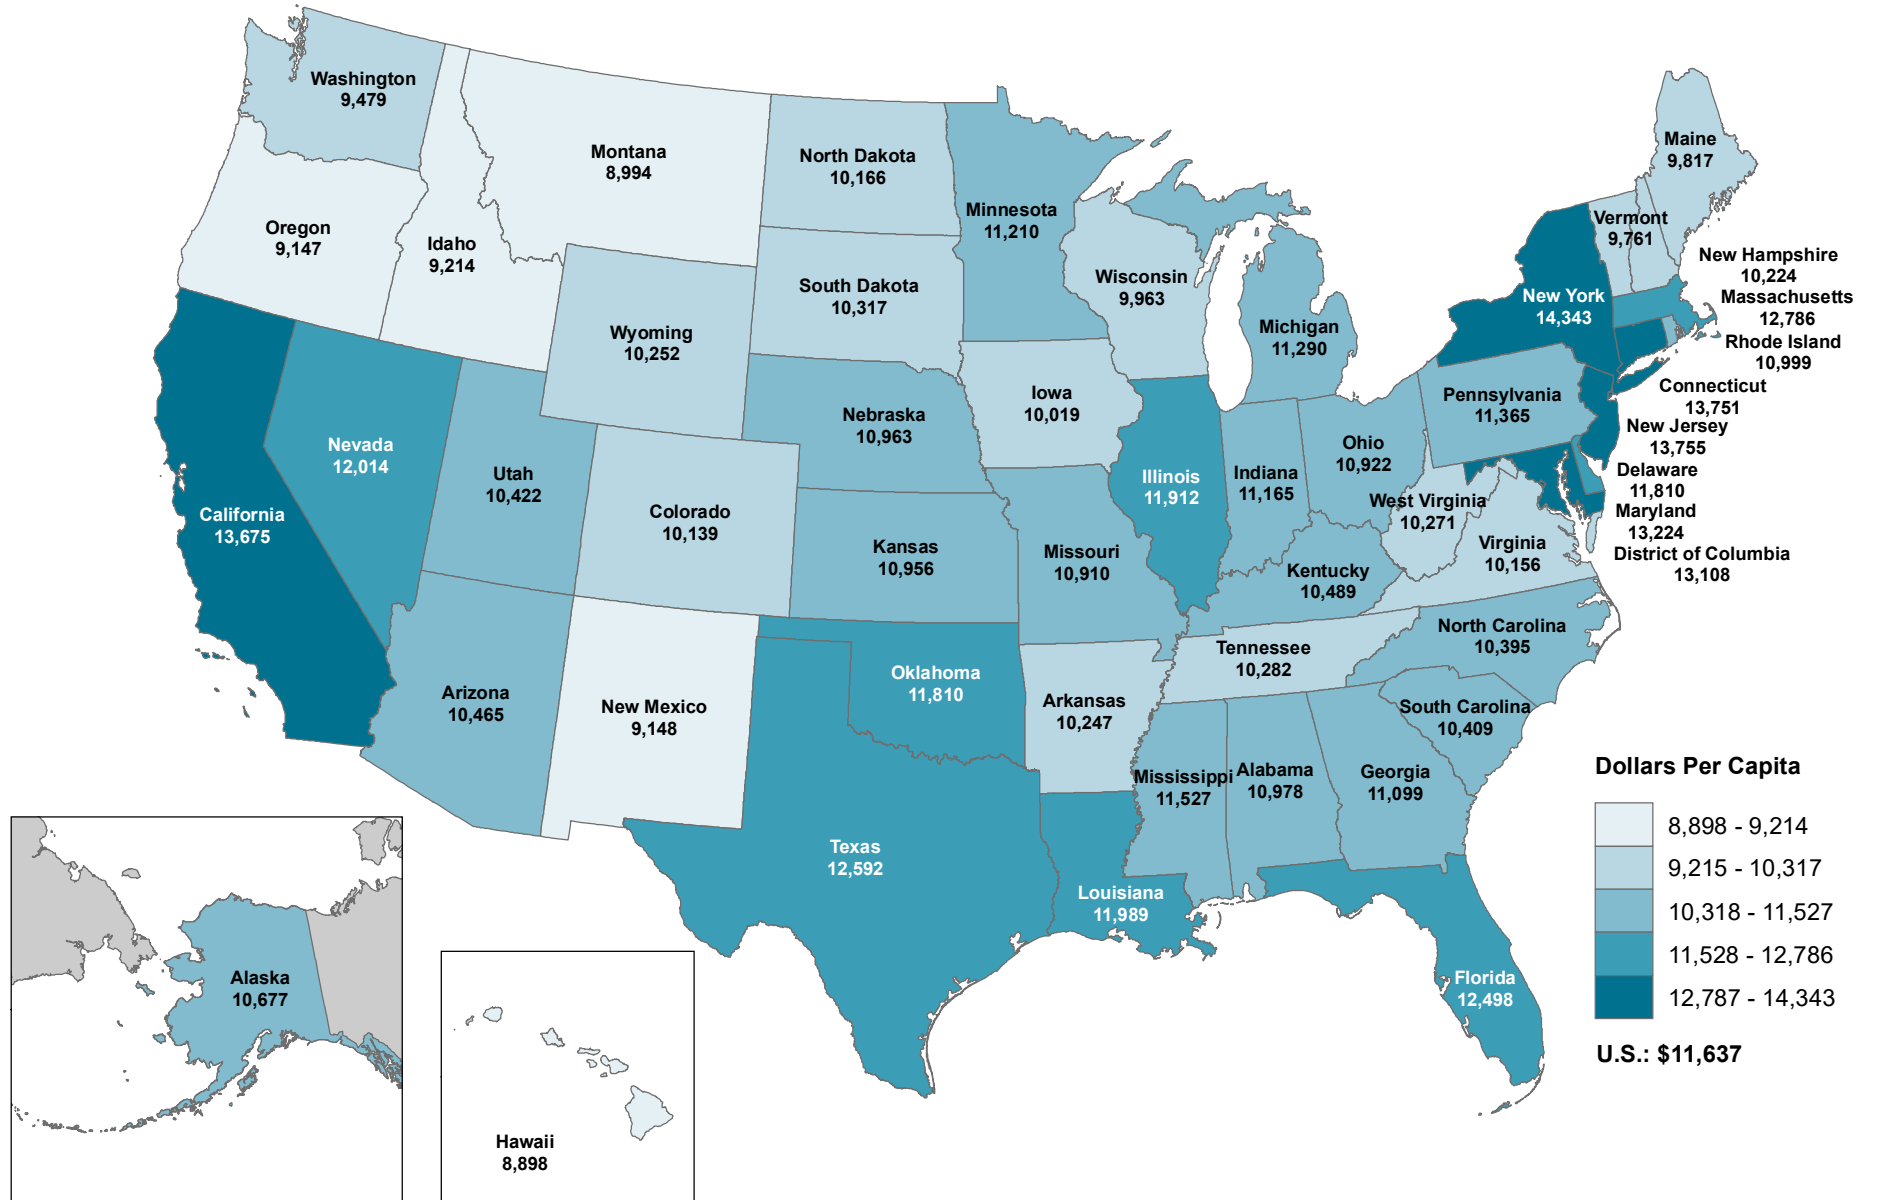 Washington
9,479
Montana
8,994
North Dakota
10,166
Minnesota
11,210
Maine
9,817
Oregon
9,147
Idaho
9,214
Vermont
9,761
Wisconsin
9,963
South Dakota
10,317
New Hampshire
10,224
New York
14,343
Massachusetts
12,786
Wyoming
10,252
Michigan
11,290
Rhode Island
10,999
Iowa
10,019
Pennsylvania
11,365
Connecticut
13,751
Nebraska
10,963
New Jersey
13,755
Nevada
12,014
Ohio
10,922
Utah
10,422
Illinois
11,912
Indiana
11,165
Delaware
11,810
California
13,675
Colorado
10,139
West Virginia
10,271
Maryland
13,224
Kansas
10,956
Missouri
10,910
Virginia
10,156
District of Columbia
13,108
Kentucky
10,489
North Carolina
10,395
Tennessee
10,282
Oklahoma
11,810
Arizona
10,465
New Mexico
9,148
Arkansas
10,247
South Carolina
10,409
Mississippi
11,527
Alabama
10,978
Georgia
11,099
Texas
12,592
Louisiana
11,989
Florida
12,498
Alaska
10,677
Hawaii
8,898
Dollars Per Capita
8,898 - 9,214
9,215 - 10,317
10,318 - 11,527
11,528 - 12,786
12,787 - 14,343
U.S.: $11,637